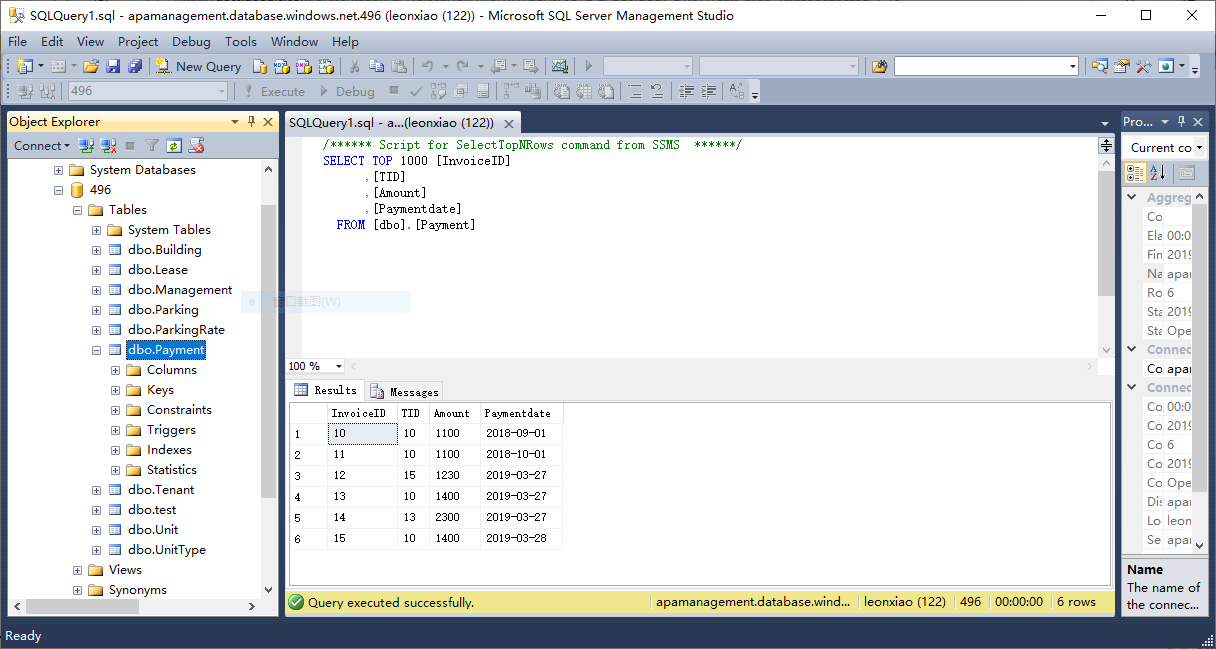 SQLQuery1.sql - apamanagement.database.windows.net.496 (leonxiao (122)) - Microsoft SQL Server Management Studio
File Edit View Project Debug Tools Window Help
New Query
496 Execute Debug
Object Explorer
Connect
System Databases
496
Tables
System Tables
dbo.Building
dbo.Lease
dbo.Management
dbo.Parking
dbo.ParkingRate
dbo.Payment
Columns
Keys
Constraints
Triggers
Indexes
Statistics
dbo.Tenant
dbo.test
dbo.Unit
dbo.UnitType
Views
Synonyms
SQLQuery1.sql - a...(leonxiao (122))
/****** Script for SelectTopNRows command from SSMS ******/
SELECT TOP 1000 [InvoiceID]
,[TID]
,[Amount]
,[Paymentdate]
FROM [dbo].[Payment]
窗口截图(W)
100 %
Results Messages
InvoiceID TID Amount Paymentdate
1 10 10 1100 2018-09-01
2 11 10 1100 2018-10-01
3 12 15 1230 2019-03-27
4 13 10 1400 2019-03-27
5 14 13 2300 2019-03-27
6 15 10 1400 2019-03-28
Query executed successfully. apamanagement.database.wind... leonxiao (122) 496 00:00:00 6 rows
Pro...
Current co
Aggreg
Co
Ela 00:0
Fin 2019
Na apar
Ro 6
Sta 2019
Sta Ope
Connec
Co apar
Connec
Co 00:0
Co 2019
Co 6
Co 2019
Co Ope
Dis apar
Lo leon
Se apar
Name
The name of
the connec...
Ready